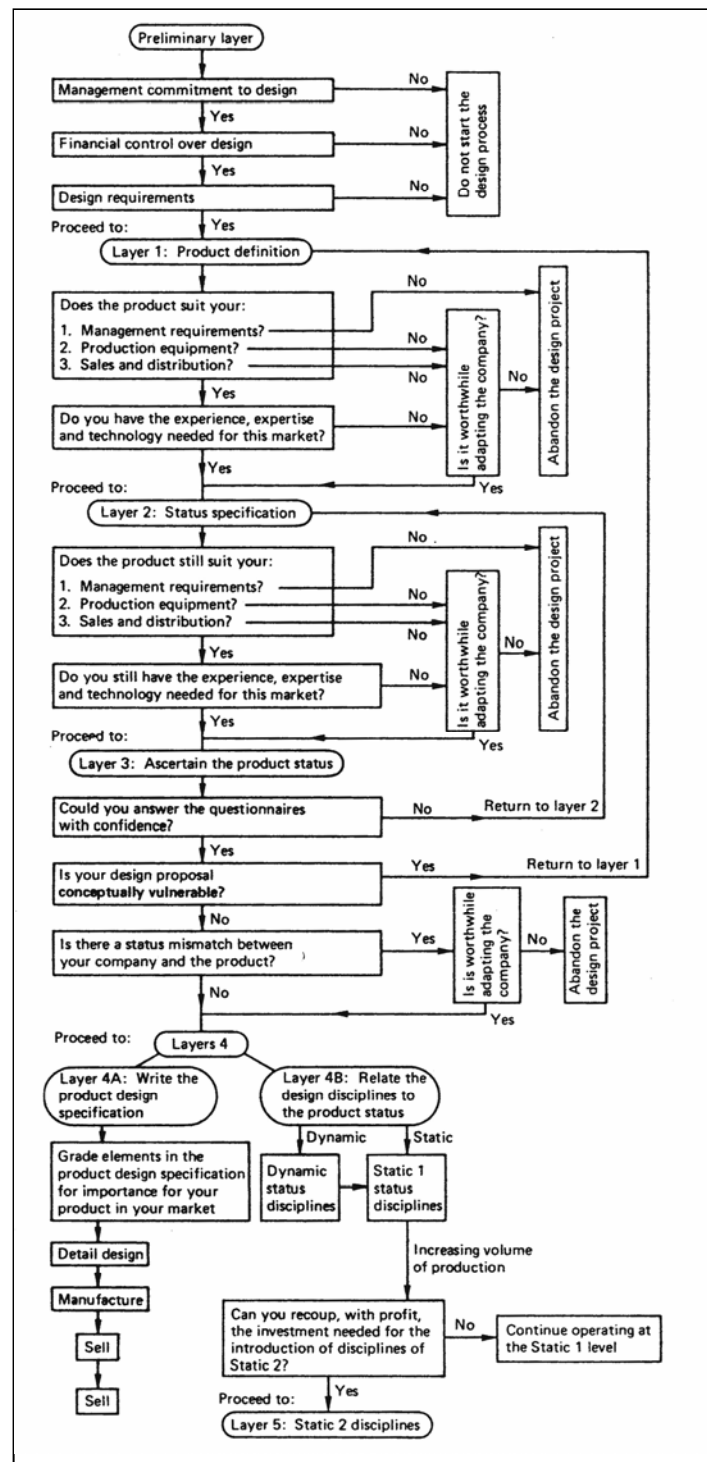 Preliminary layer
No
Management commitment to design
Yes
No
Financial control over design
Yes
No
Design requirements
Do not start the
design process
Proceed to:
Yes
Layer 1: Product definition
No
Does the product suit your:
1. Management requirements?
No
2. Production equipment?
3. Sales and distribution?
No
Is it worthwhile
adapting the company?
No
Abandon the design project
Yes
Do you have the experience, expertise
and technology needed for this market?
No
Yes
Yes
Proceed to:
Layer 2: Status specification
No
Does the product still suit your:
1. Management requirements?
No
2. Production equipment?
3. Sales and distribution?
No
Is it worthwhile
adapting the company?
No
Abandon the design project
Yes
Do you still have the experience, expertise
and technology needed for this market?
No
Yes
Yes
Proceed to:
Layer 3: Ascertain the product status
Could you answer the questionnaires
with confidence?
No
Return to layer 2
Yes
Is your design proposal
conceptually vulnerable?
Yes
Return to layer 1
No
Is there a status mismatch between
your company and the product?
Yes
Is is worthwhile
adapting the
company?
No
Abandon the
design project
No
Yes
Proceed to:
Layers 4
Layer 4A: Write the
product design
specification
Layer 4B: Relate the
design disciplines to
the product status
Dynamic
Static
Grade elements in the
product design specification
for importance for your
product in your market
Dynamic
status
disciplines
Static 1
status
disciplines
Detail design
Increasing volume
of production
Manufacture
Sell
Sell
Can you recoup, with profit,
the investment needed for the
introduction of disciplines of
Static 2?
No
Continue operating at
the Static 1 level
Proceed to:
Yes
Layer 5: Static 2 disciplines